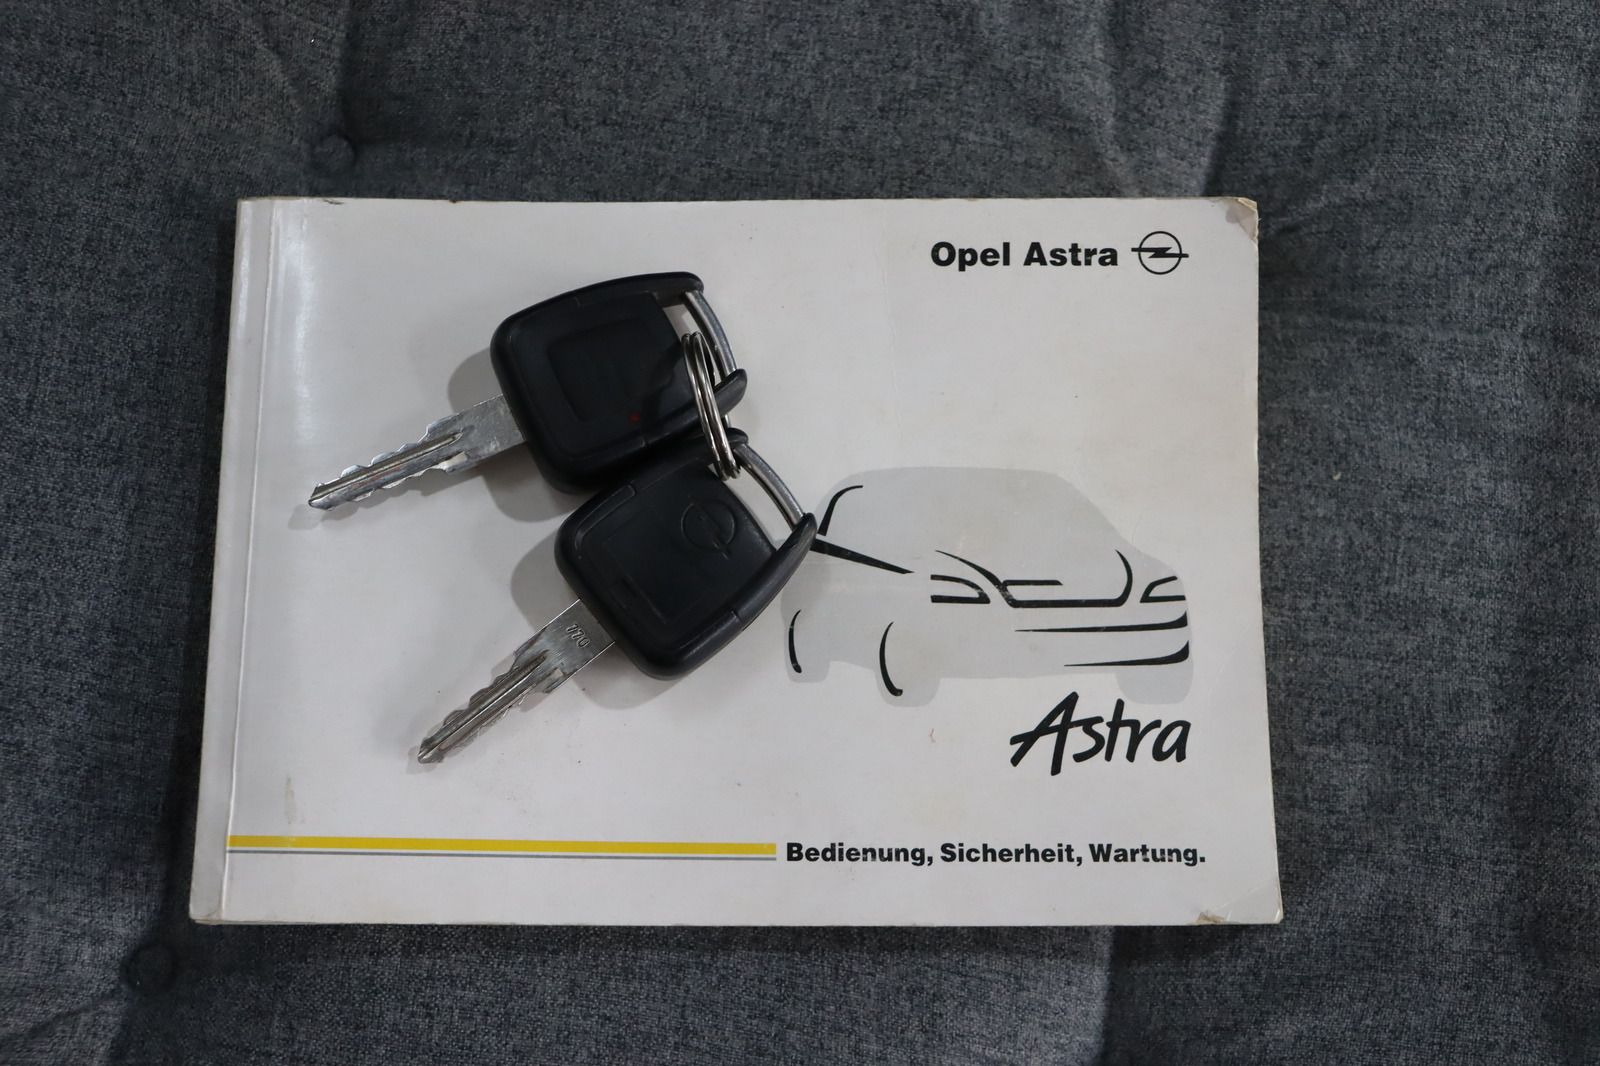 Opel Astra
Astra
Bedienung, Sicherheit, Wartung.